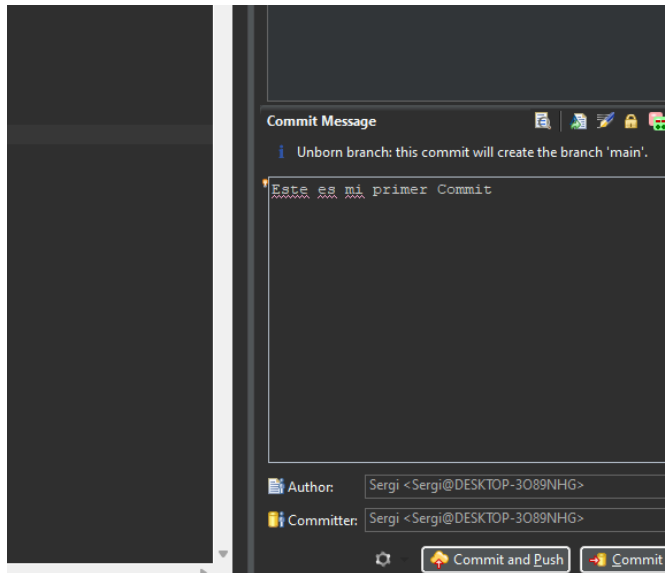 Commit Message
Unborn branch: this commit will create the branch 'main'.
Este es mi primer Commit
Author: Sergi <Sergi@DESKTOP-3O89NHG>
Committer: Sergi <Sergi@DESKTOP-3O89NHG>
Commit and Push Commit